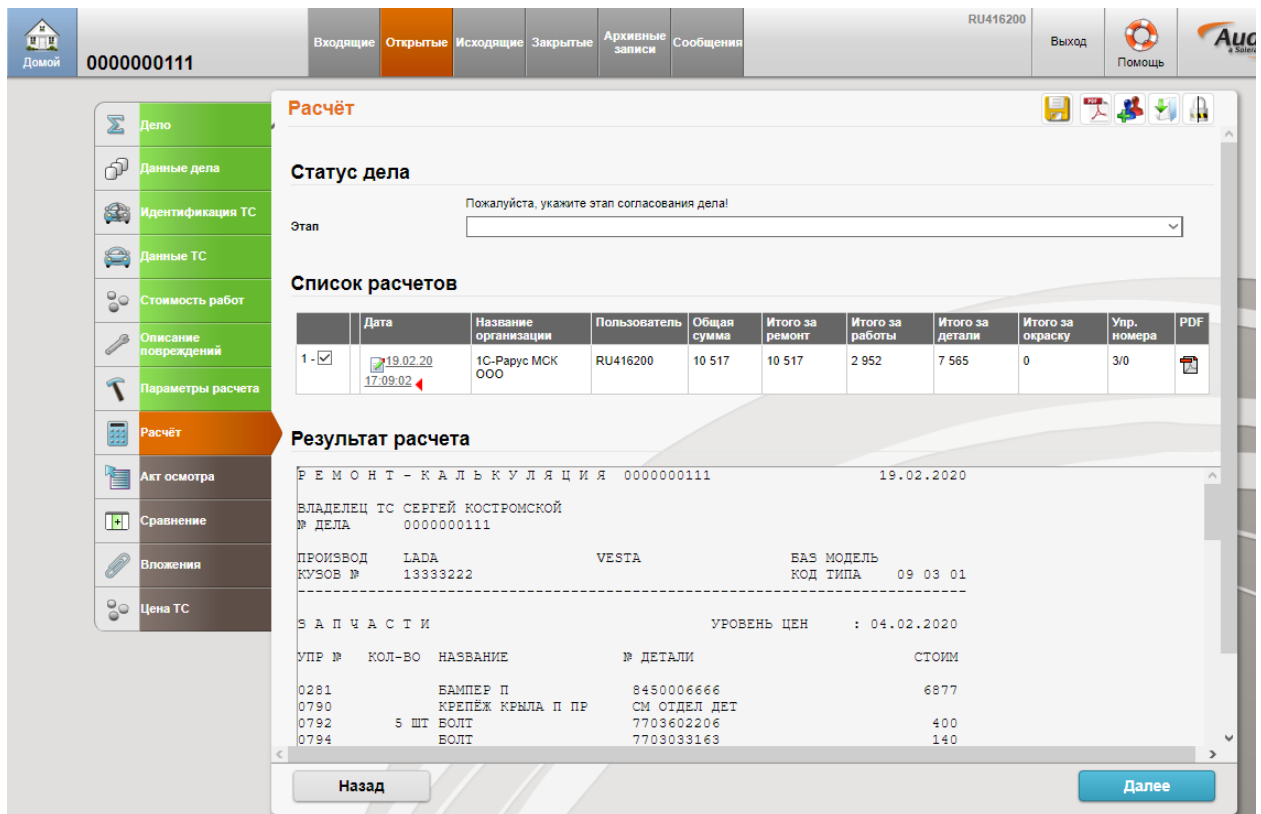 RU416200
Домой
0000000111
Входящие Открытые Исходящие Закрытые Архивные записи Сообщения
Выход
Помощь
a Solera
Дело
Данные дела
Идентификация ТС
Данные ТС
Стоимость работ
Описание
повреждений
Параметры расчета
Расчёт
Акт осмотра
Сравнение
Вложения
Цена ТС
Расчёт
Статус дела
Пожалуйста, укажите этап согласования дела!
Этап
Список расчетов
Дата Название организации Пользователь Общая сумма Итого за ремонт Итого за работы Итого за детали Итого за окраску Упр. номера PDF
1 - 19.02.20 17:09:02 1С-Рарус МСК ООО RU416200 10 517 10 517 2 952 7 565 0 3/0
Результат расчета
Р Е М О Н Т - К А Л Ь К У Л Я Ц И Я 0000000111 19.02.2020
ВЛАДЕЛЕЦ ТС СЕРГЕЙ КОСТРОМСКОЙ
№ ДЕЛА 0000000111
ПРОИЗВОД LADA VESTA БАЗ МОДЕЛЬ
КУЗОВ № 13333222 КОД ТИПА 09 03 01
З А П Ч А С Т И УРОВЕНЬ ЦЕН : 04.02.2020
УПР № КОЛ-ВО НАЗВАНИЕ № ДЕТАЛИ СТОИМ
0281 БАМПЕР П 8450006666 6877
0790 КРЕПЁЖ КРЫЛА П ПР СМ ОТДЕЛ ДЕТ
0792 5 ШТ БОЛТ 7703602206 400
0794 БОЛТ 7703033163 140
Назад
Далее